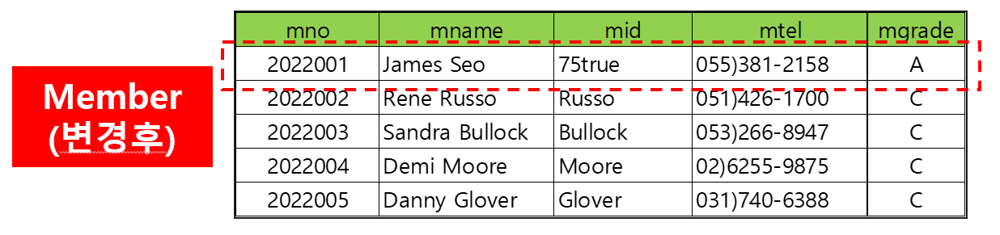 Member
(변경후)
mno mname mid mtel mgrade
2022001 James Seo 75true 055)381-2158 A
2022002 Rene Russo Russo 051)426-1700 C
2022003 Sandra Bullock Bullock 053)266-8947 C
2022004 Demi Moore Moore 02)6255-9875 C
2022005 Danny Glover Glover 031)740-6388 C